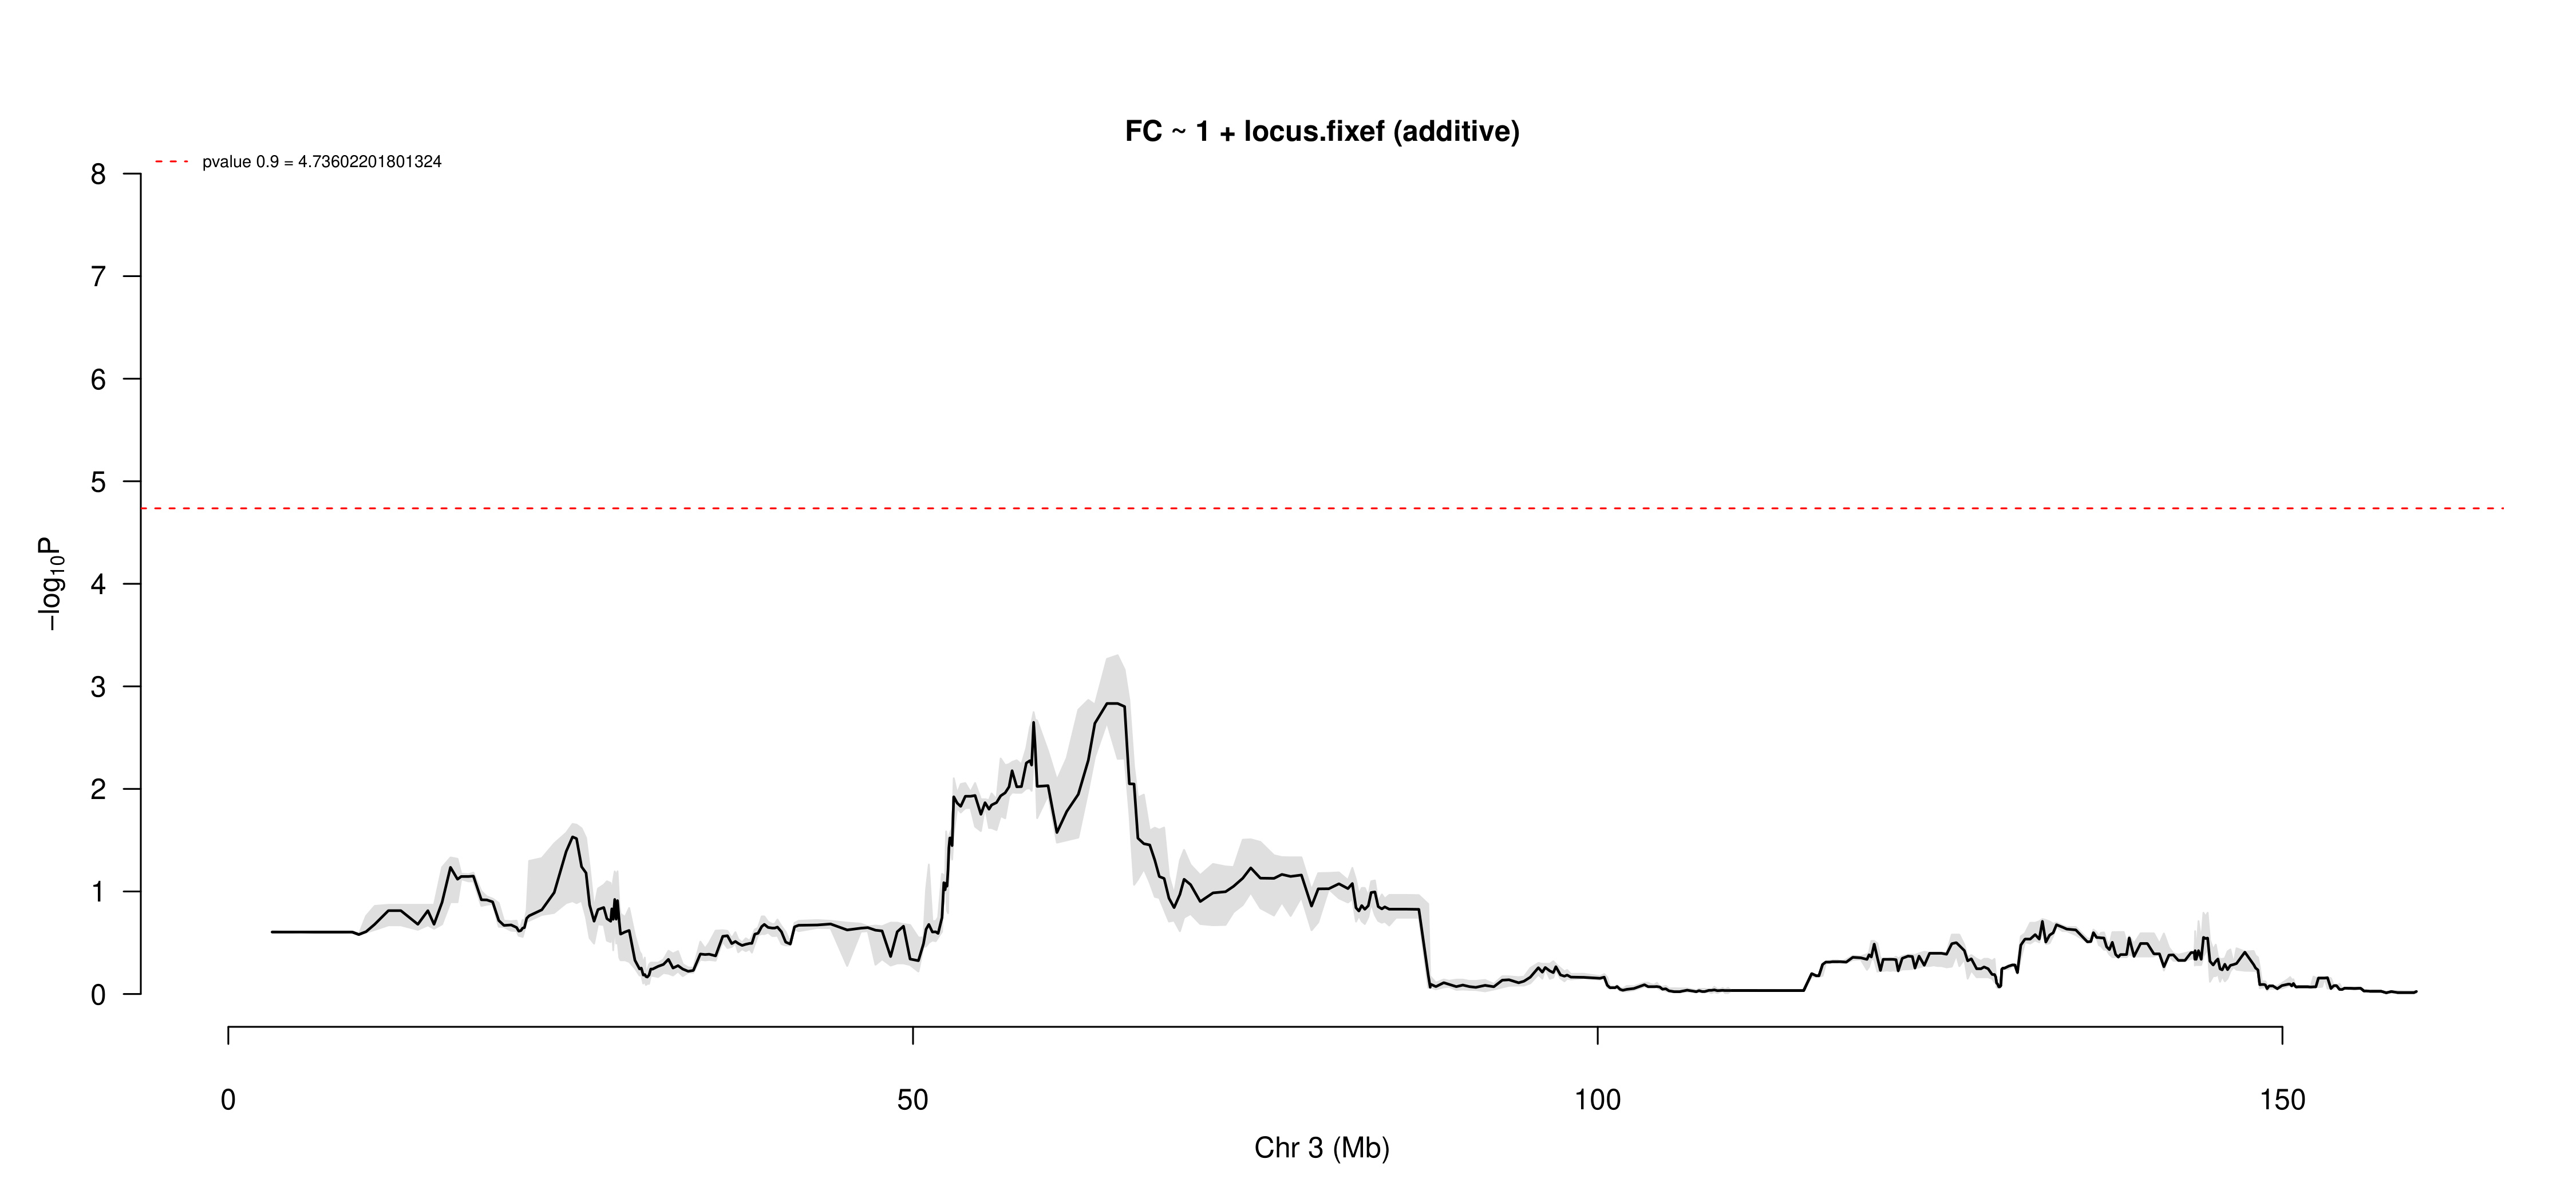 FC ~ 1 + locus.fixef (additive)
pvalue 0.9 = 4.73602201801324
8
7
6
5
4
3
2
1
0
−log10P
0 50 100 150
Chr 3 (Mb)